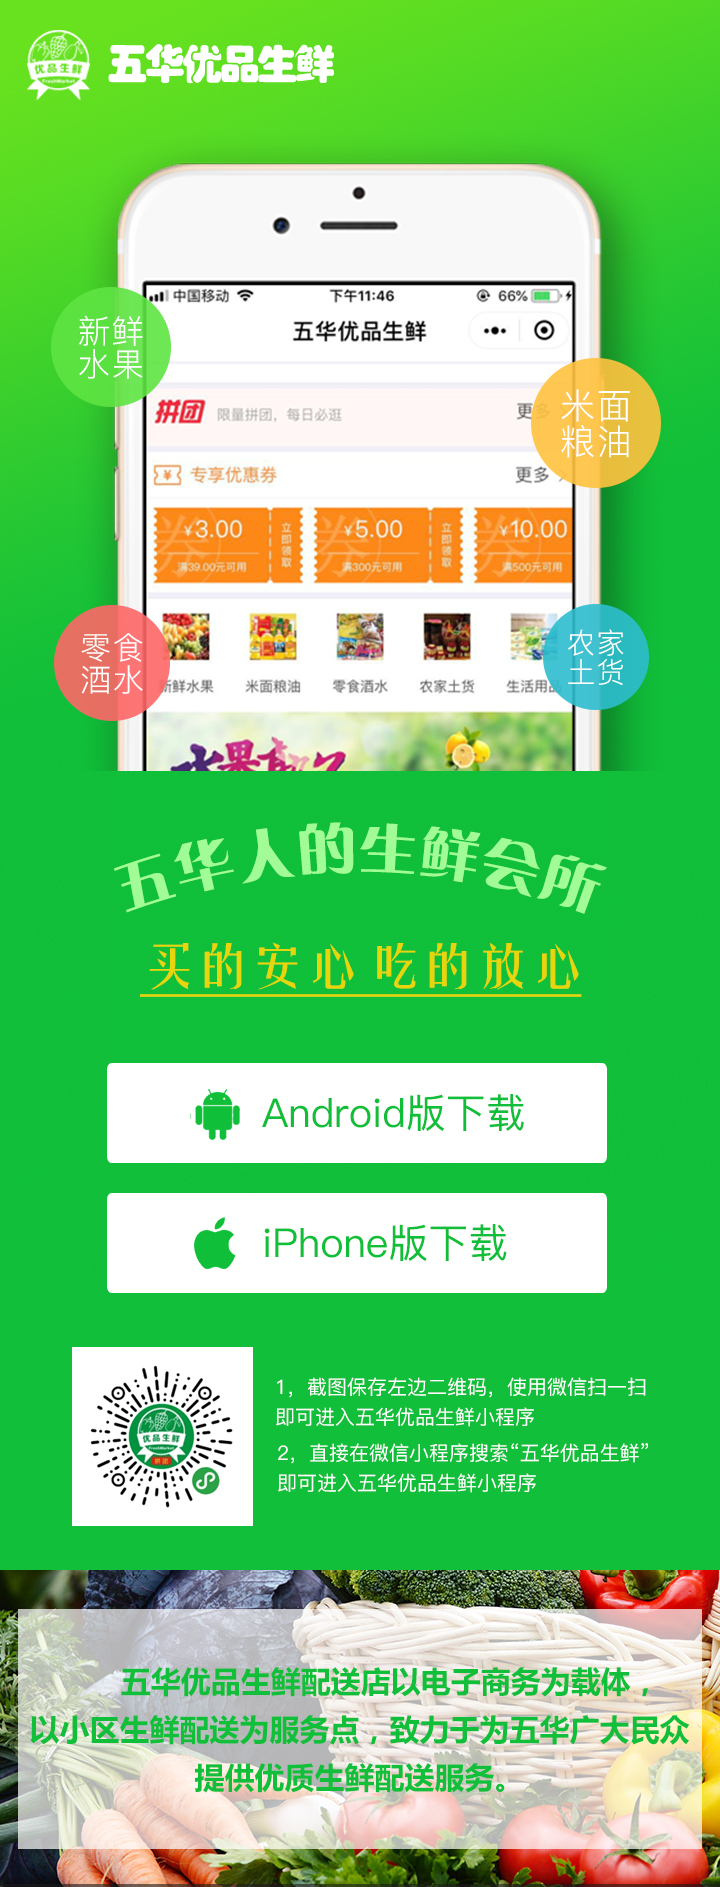 优品生鲜
FreshMarket
五华优品生鲜
新鲜
水果
中国移动
下午11:46
66%
五华优品生鲜
拼团
限量拼团，每日必逛
更多
米面
粮油
专享优惠券
更多
券
¥3.00
满39.00元可用
立即领取
券
¥5.00
满300元可用
立即领取
券
¥10.00
满500元可用
零食
酒水
农家
土货
新鲜水果
米面粮油
零食酒水
农家土货
生活用品
五华人的生鲜会所
买的安心 吃的放心
Android版下载
iPhone版下载
优品生鲜
FreshMarket
拼团
1，截图保存左边二维码，使用微信扫一扫
即可进入五华优品生鲜小程序
2，直接在微信小程序搜索“五华优品生鲜”
即可进入五华优品生鲜小程序
五华优品生鲜配送店以电子商务为载体，
以小区生鲜配送为服务点，致力于为五华广大民众
提供优质生鲜配送服务。